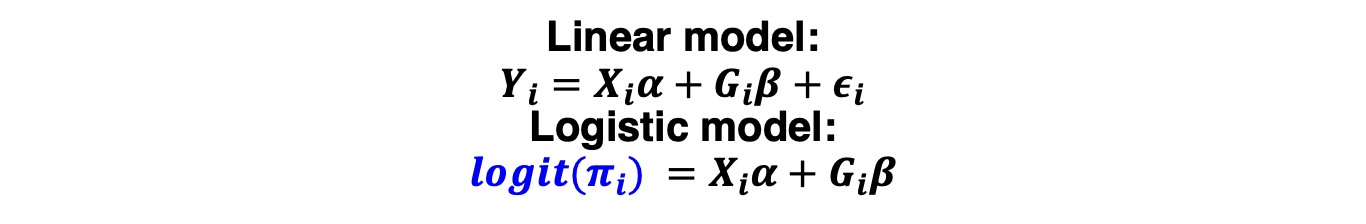 Linear model:
Yᵢ = Xᵢα + Gᵢβ + ϵᵢ
Logistic model:
logit(πᵢ) = Xᵢα + Gᵢβ